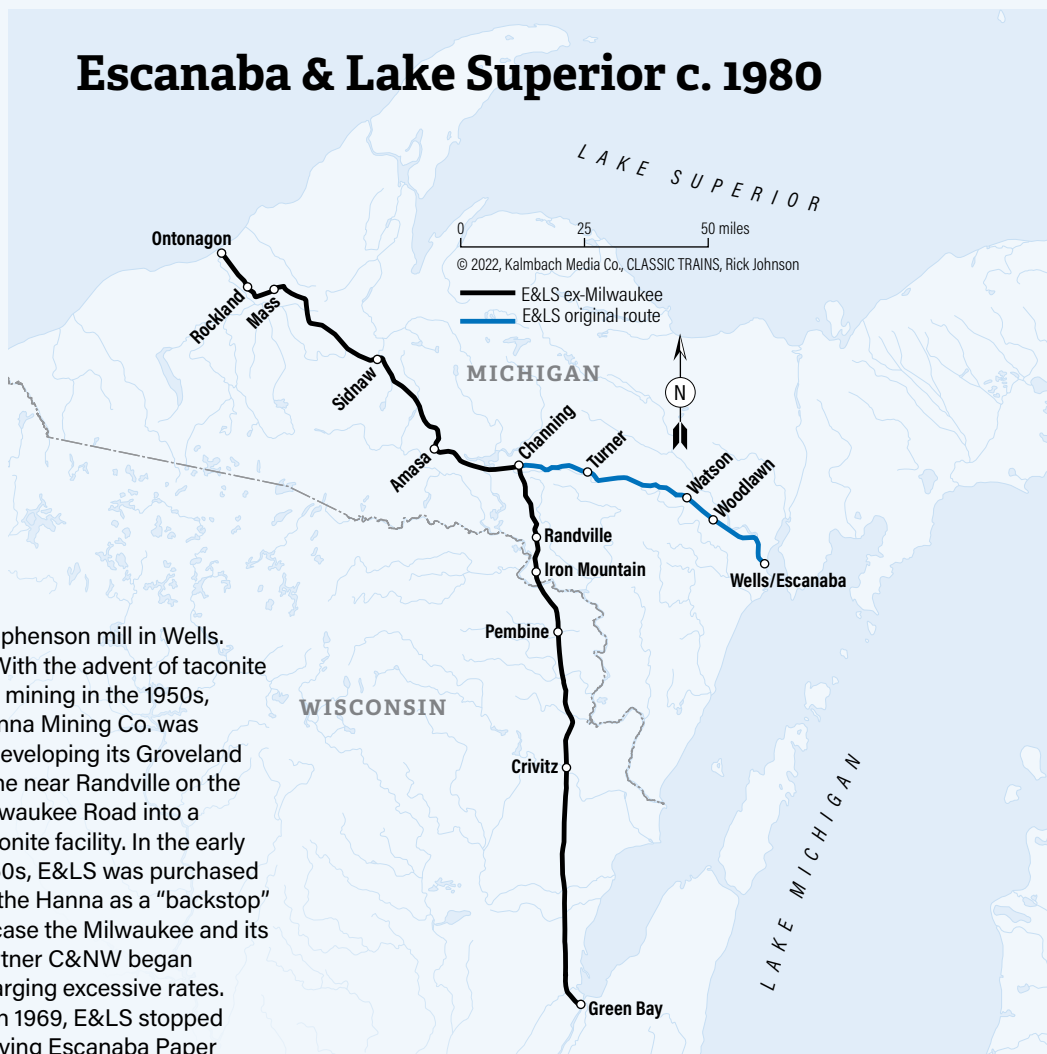 Escanaba & Lake Superior c. 1980
LAKE SUPERIOR
0 25 50 miles
© 2022, Kalmbach Media Co., CLASSIC TRAINS, Rick Johnson
E&LS ex-Milwaukee
E&LS original route
N
MICHIGAN
Ontonagon
Rockland
Mass
Sidnaw
Amasa
Channing
Turner
Watson
Woodlawn
Wells/Escanaba
Randville
Iron Mountain
Pembine
WISCONSIN
Crivitz
Green Bay
LAKE MICHIGAN
phenson mill in Wells.
With the advent of taconite
mining in the 1950s,
nna Mining Co. was
eveloping its Groveland
ne near Randville on the
waukee Road into a
onite facility. In the early
0s, E&LS was purchased
the Hanna as a “backstop”
case the Milwaukee and its
tner C&NW began
arging excessive rates.
n 1969, E&LS stopped
ving Escanaba Paper